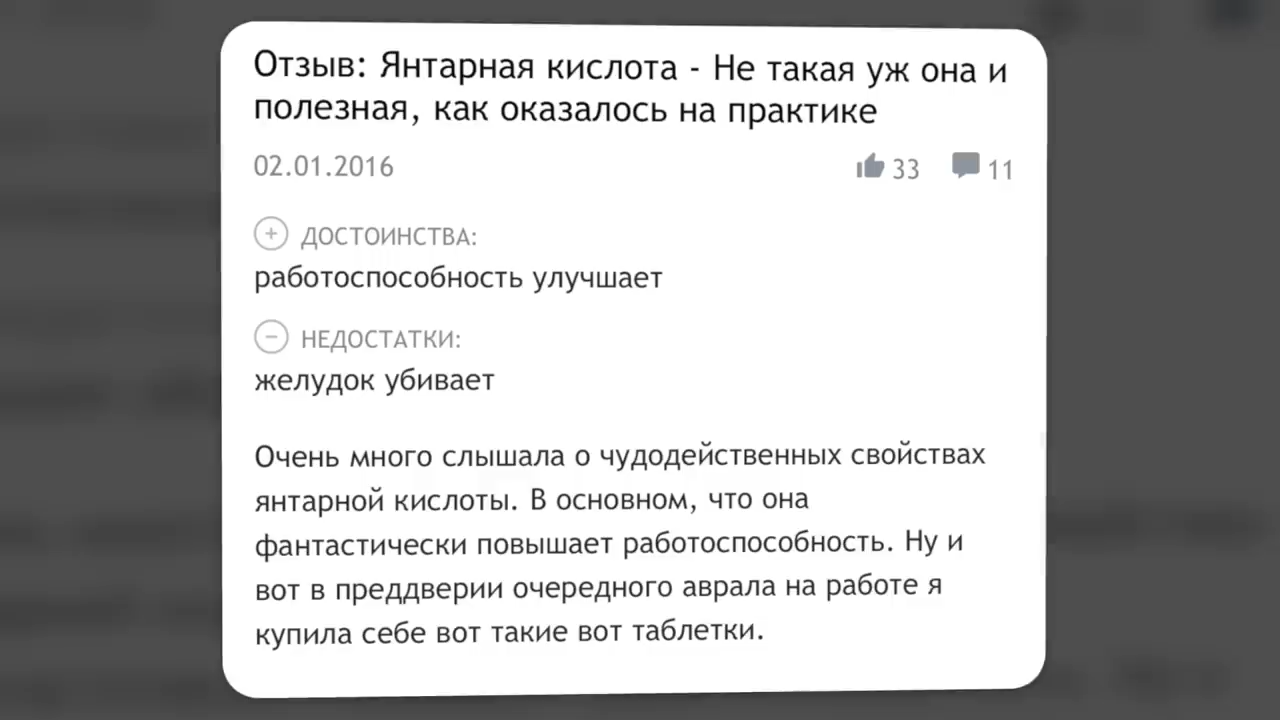 Отзыв: Янтарная кислота - Не такая уж она и
полезная, как оказалось на практике
02.01.2016 33 11
ДОСТОИНСТВА:
работоспособность улучшает
НЕДОСТАТКИ:
желудок убивает
Очень много слышала о чудодейственных свойствах
янтарной кислоты. В основном, что она
фантастически повышает работоспособность. Ну и
вот в преддверии очередного аврала на работе я
купила себе вот такие вот таблетки.